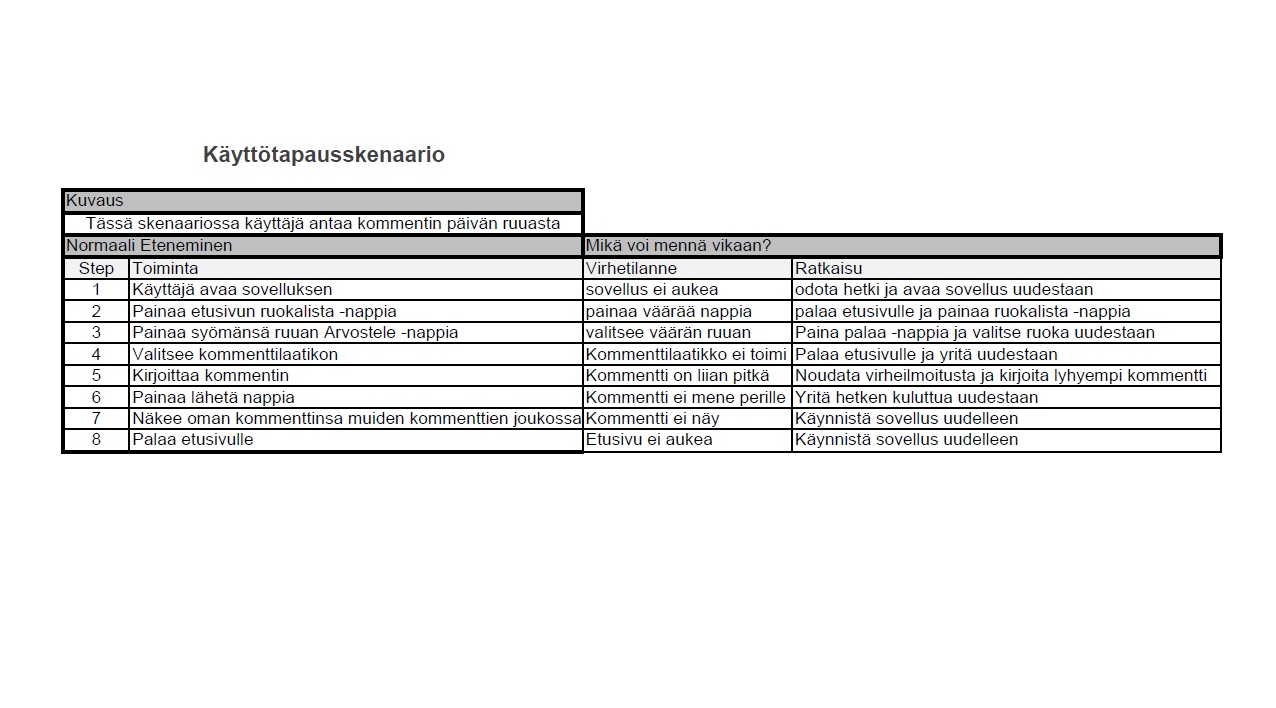 Käyttötapausskenaario
Kuvaus
Tässä skenaariossa käyttäjä antaa kommentin päivän ruuasta
Normaali Eteneminen Mikä voi mennä vikaan?
Step Toiminta Virhetilanne Ratkaisu
1 Käyttäjä avaa sovelluksen sovellus ei aukea odota hetki ja avaa sovellus uudestaan
2 Painaa etusivun ruokalista -nappia painaa väärää nappia palaa etusivulle ja painaa ruokalista -nappia
3 Painaa syömänsä ruuan Arvostele -nappia valitsee väärän ruuan Paina palaa -nappia ja valitse ruoka uudestaan
4 Valitsee kommenttilaatikon Kommenttilaatikko ei toimi Palaa etusivulle ja yritä uudestaan
5 Kirjoittaa kommentin Kommentti on liian pitkä Noudata virheilmoitusta ja kirjoita lyhyempi kommentti
6 Painaa lähetä nappia Kommentti ei mene perille Yritä hetken kuluttua uudestaan
7 Näkee oman kommenttinsa muiden kommenttien joukossa Kommentti ei näy Käynnistä sovellus uudelleen
8 Palaa etusivulle Etusivu ei aukea Käynnistä sovellus uudelleen